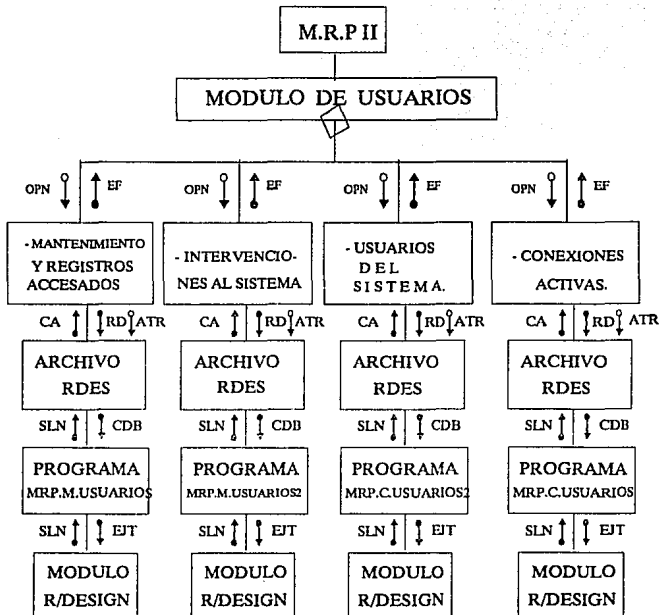 M.R.P II
MODULO DE USUARIOS
OPN EF OPN EF OPN EF OPN EF
- MANTENIMIENTO
Y REGISTROS
ACCESADOS
- INTERVENCIO-
NES AL SISTEMA
- USUARIOS
DEL
SISTEMA.
- CONEXIONES
ACTIVAS.
CA RD ATR CA RD ATR CA RD ATR CA RD ATR
ARCHIVO
RDES
ARCHIVO
RDES
ARCHIVO
RDES
ARCHIVO
RDES
SLN CDB SLN CDB SLN CDB SLN CDB
PROGRAMA
MRP.M.USUARIOS
PROGRAMA
MRP.M.USUARIOS2
PROGRAMA
MRP.C.USUARIOS2
PROGRAMA
MRP.C.USUARIOS
SLN EJT SLN EJT SLN EJT SLN EJT
MODULO
R/DESIGN
MODULO
R/DESIGN
MODULO
R/DESIGN
MODULO
R/DESIGN